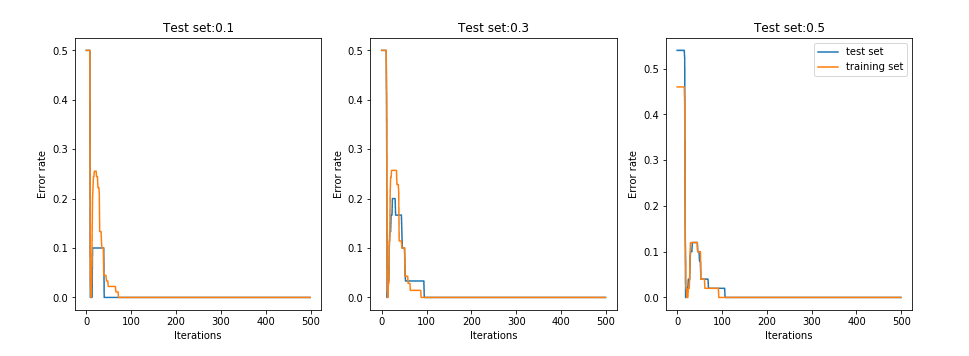 Test set:0.1
Error rate
0.5
0.4
0.3
0.2
0.1
0.0
0 100 200 300 400 500
Iterations
Test set:0.3
Error rate
0.5
0.4
0.3
0.2
0.1
0.0
0 100 200 300 400 500
Iterations
Test set:0.5
test set
training set
Error rate
0.5
0.4
0.3
0.2
0.1
0.0
0 100 200 300 400 500
Iterations